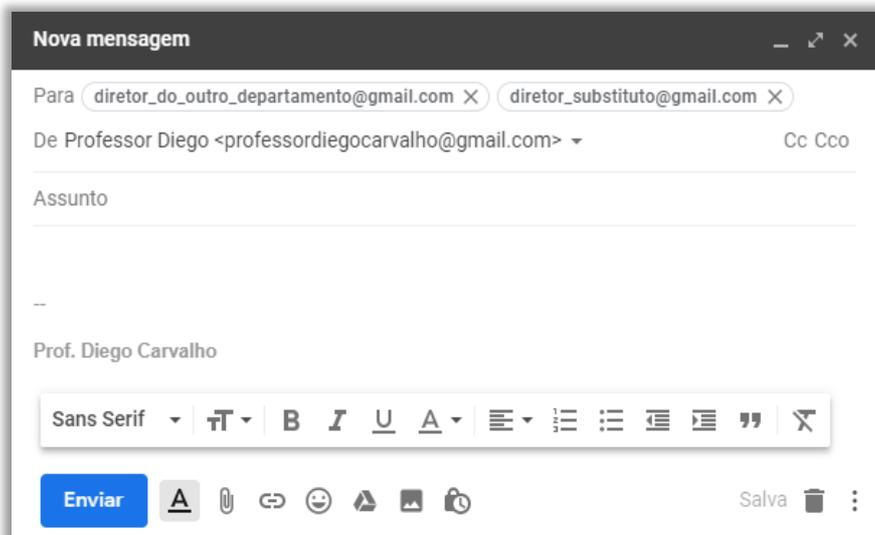 Nova mensagem
Para diretor_do_outro_departamento@gmail.com diretor_substituto@gmail.com
De Professor Diego <professordiegocarvalho@gmail.com> Cc Cco
Assunto
--
Prof. Diego Carvalho
Sans Serif
Enviar Salva